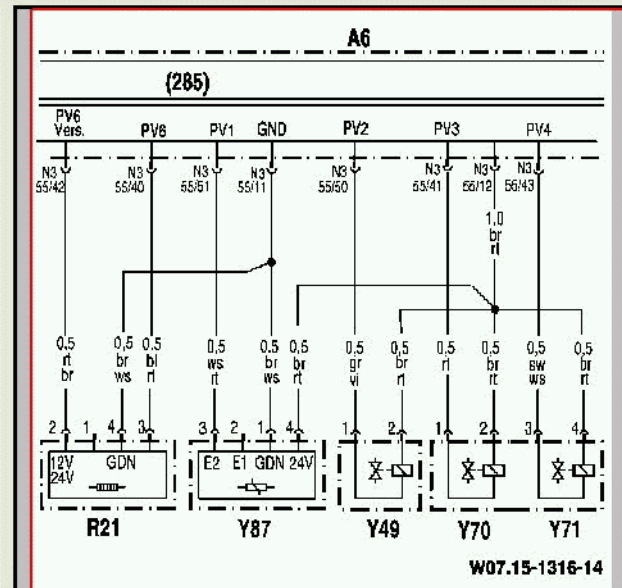 A6
(285)
PV6 Vers. PV6 PV1 GND PV2 PV3 PV4
N3 N3 N3 N3 N3 N3 N3 N3
55/42 55/40 55/51 55/11 55/50 55/41 55/12 55/43
1,0
br
rt
0,5 0,5 0,5 0,5 0,5 0,5 0,5 0,5 0,5 0,5 0,5 0,5
rt br bl ws br br gr br rt br sw br
br ws rt rt ws rt vi rt rt ws rt
2 1 4 3 3 2 1 4 1 2 1 2 3 4
12V GDN E2 E1 GDN 24V
24V
R21 Y87 Y49 Y70 Y71
W07.15-1316-14